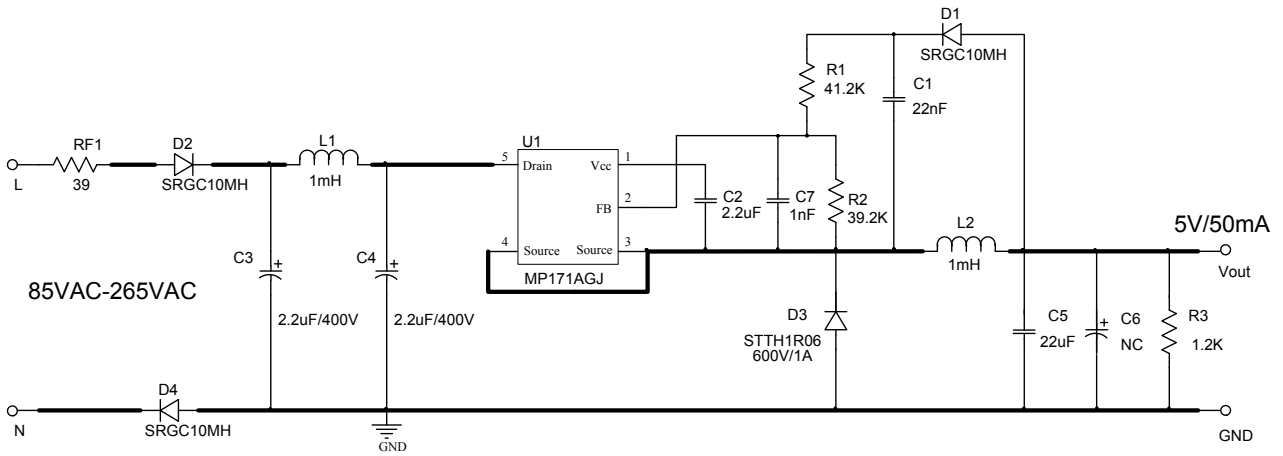 D1
SRGC10MH
R1
41.2K
C1
22nF
RF1
39
L
D2
SRGC10MH
L1
1mH
U1
5
Drain
Vcc
1
FB
2
4
Source
Source
3
MP171AGJ
C2
2.2uF
C7
1nF
R2
39.2K
L2
1mH
5V/50mA
Vout
85VAC-265VAC
C3
+
2.2uF/400V
C4
+
2.2uF/400V
D3
STTH1R06
600V/1A
C5
22uF
+
C6
NC
R3
1.2K
N
D4
SRGC10MH
GND
GND